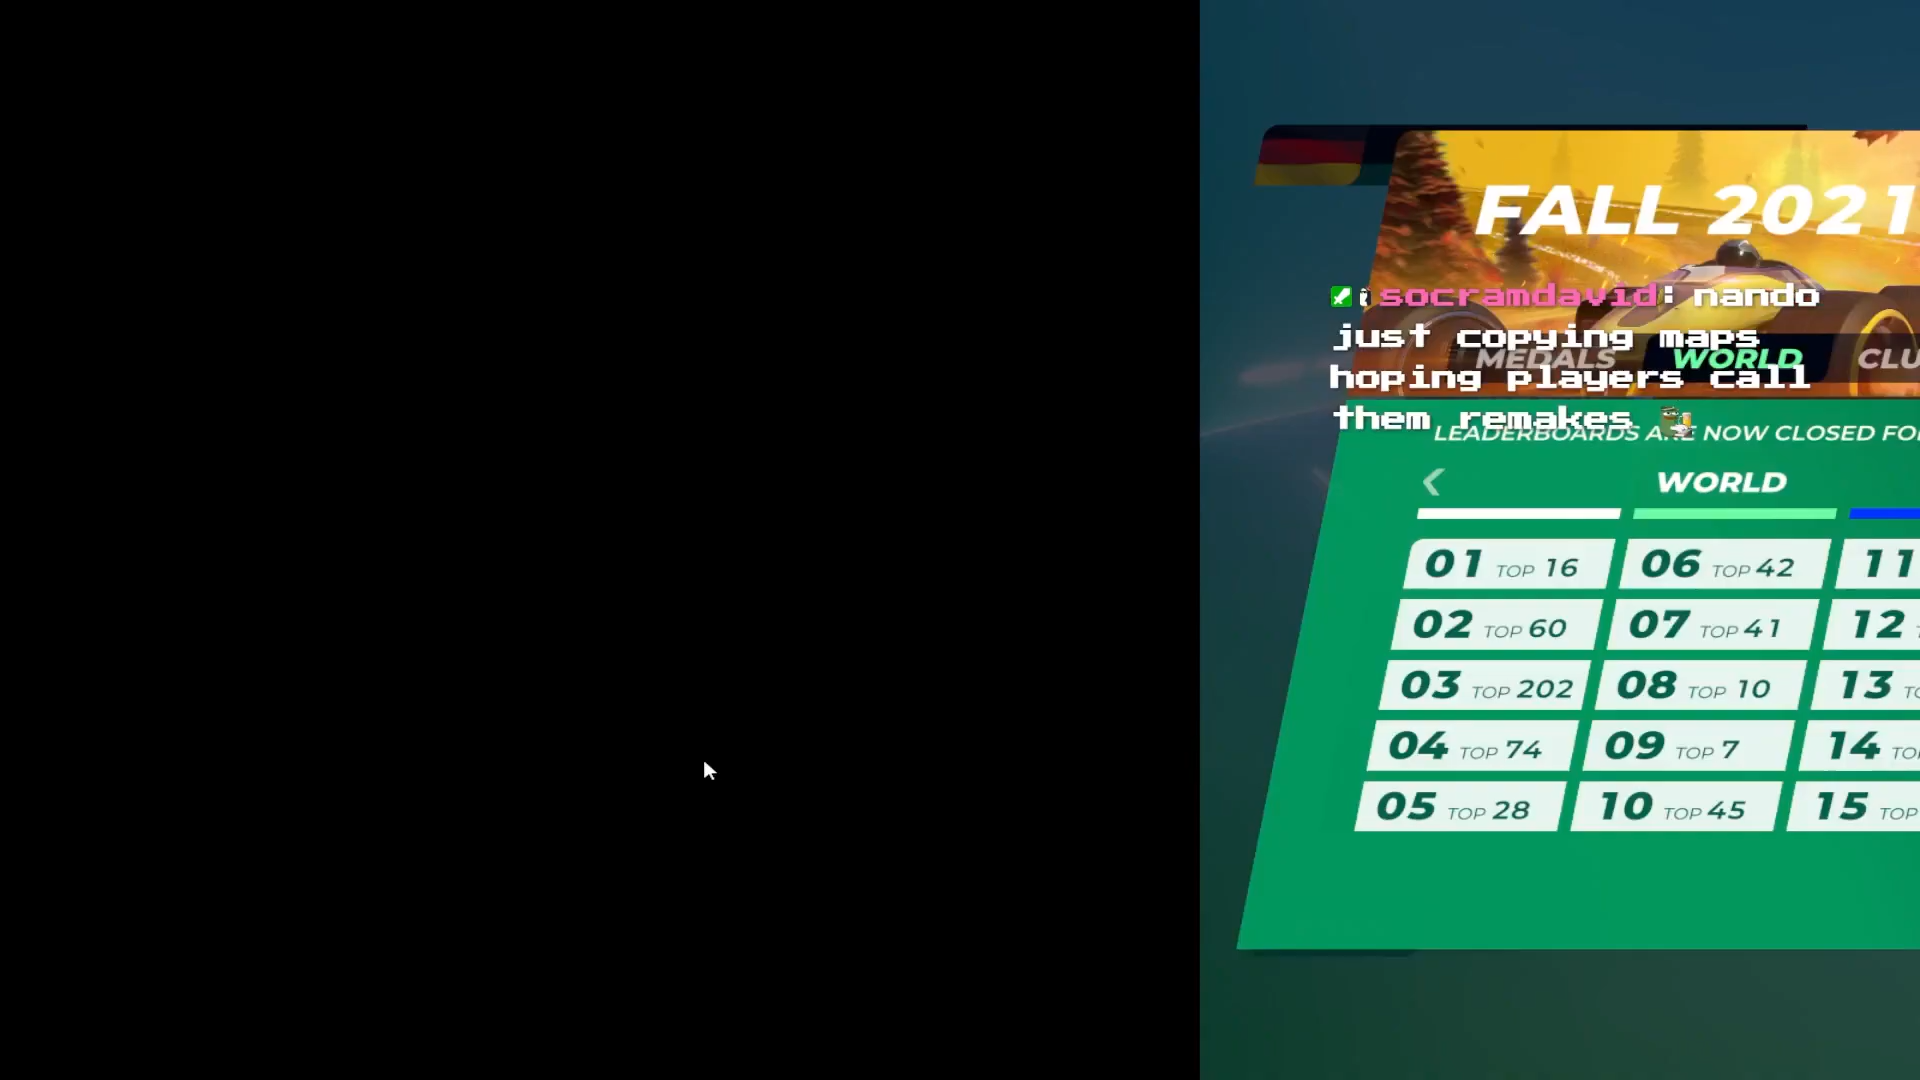 FALL 2021
socramdavid: nando
just copying maps
MEDALS WORLD CLU
hoping players call
them remakes
LEADERBOARDS ARE NOW CLOSED FO
WORLD
01 TOP 16 06 TOP 42 11
02 TOP 60 07 TOP 41 12
03 TOP 202 08 TOP 10 13
04 TOP 74 09 TOP 7 14
05 TOP 28 10 TOP 45 15 TOP